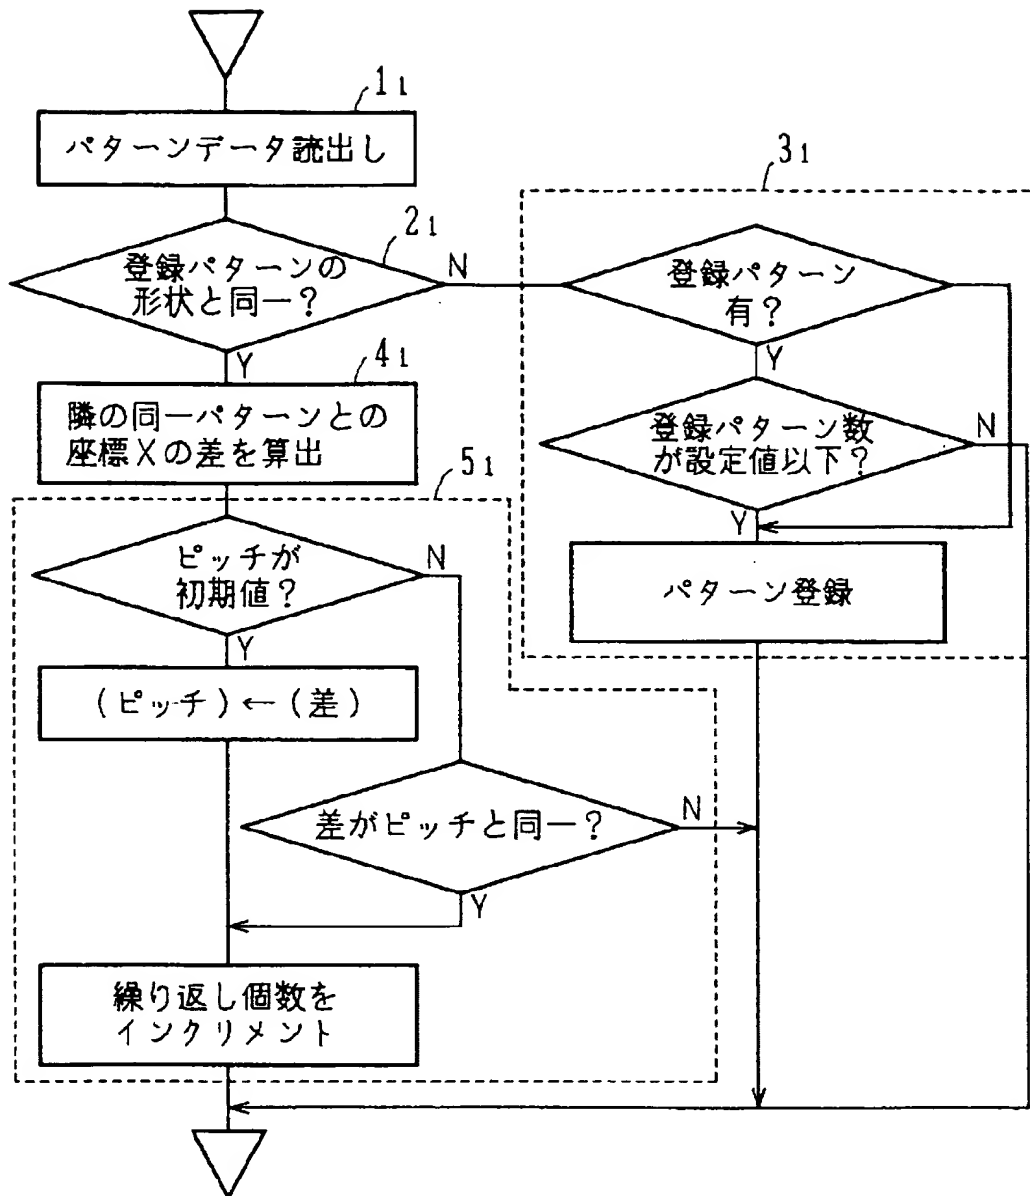 1₁
パターンデータ読出し
2₁
登録パターンの
形状と同一?
N
Y
3₁
登録パターン
有?
Y
登録パターン数
が設定値以下?
N
Y
パターン登録
4₁
隣の同一パターンとの
座標Xの差を算出
5₁
ピッチが
初期値?
N
Y
(ピッチ)←(差)
差がピッチと同一?
N
Y
繰り返し個数を
インクリメント